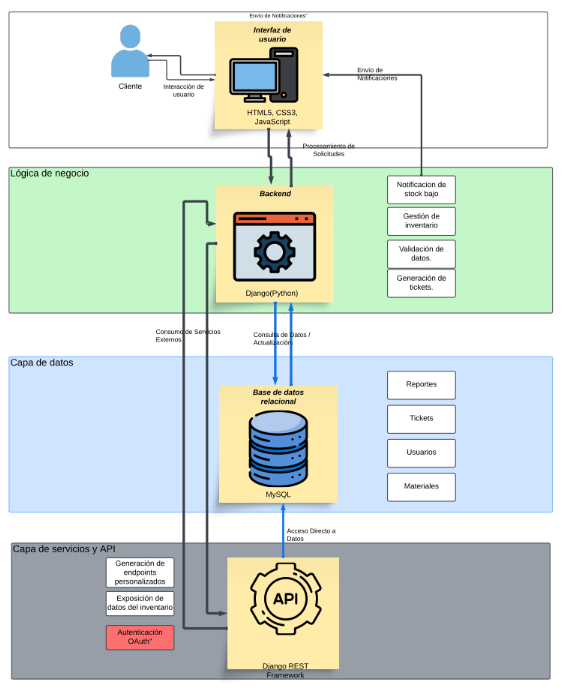 Envío de Notificaciones"
Interfaz de
usuario
Cliente
Interacción de
usuario
Envío de
Notificaciones
HTML5, CSS3,
JavaScript
Procesamiento de
Solicitudes
Lógica de negocio
Backend
Django(Python)
Notificacion de
stock bajo
Gestión de
inventario
Validación de
datos.
Generación de
tickets.
Consumo de Servicios
Externos
Consulta de Datos /
Actualización
Capa de datos
Base de datos
relacional
MySQL
Reportes
Tickets
Usuarios
Materiales
Acceso Directo a
Datos
Capa de servicios y API
Generación de
endpoints
personalizados
Exposición de
datos del inventario
Autenticación
OAuth"
API
Django REST
Framework